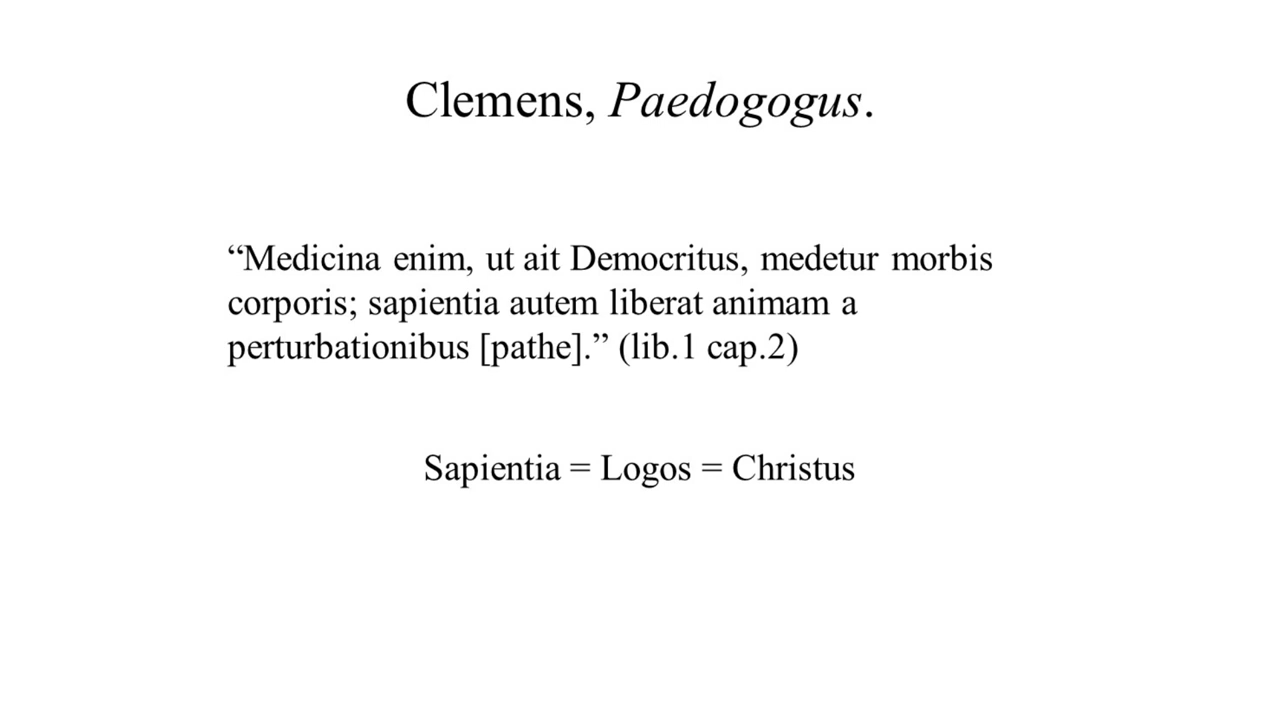 Clemens, Paedogogus.
“Medicina enim, ut ait Democritus, medetur morbis
corporis; sapientia autem liberat animam a
perturbationibus [pathe].” (lib.1 cap.2)
Sapientia = Logos = Christus